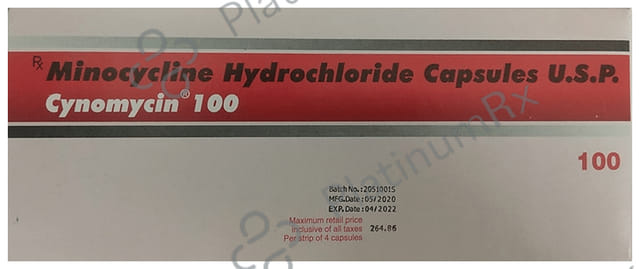 Rx Minocycline Hydrochloride Capsules U.S.P.
Cynomycin® 100
100
Batch No.:20510015
MFG.Date:05/2020
EXP.Date:04/2022
Maximum retail price
inclusive of all taxes 264.86
Per strip of 4 capsules
PlatinumRx